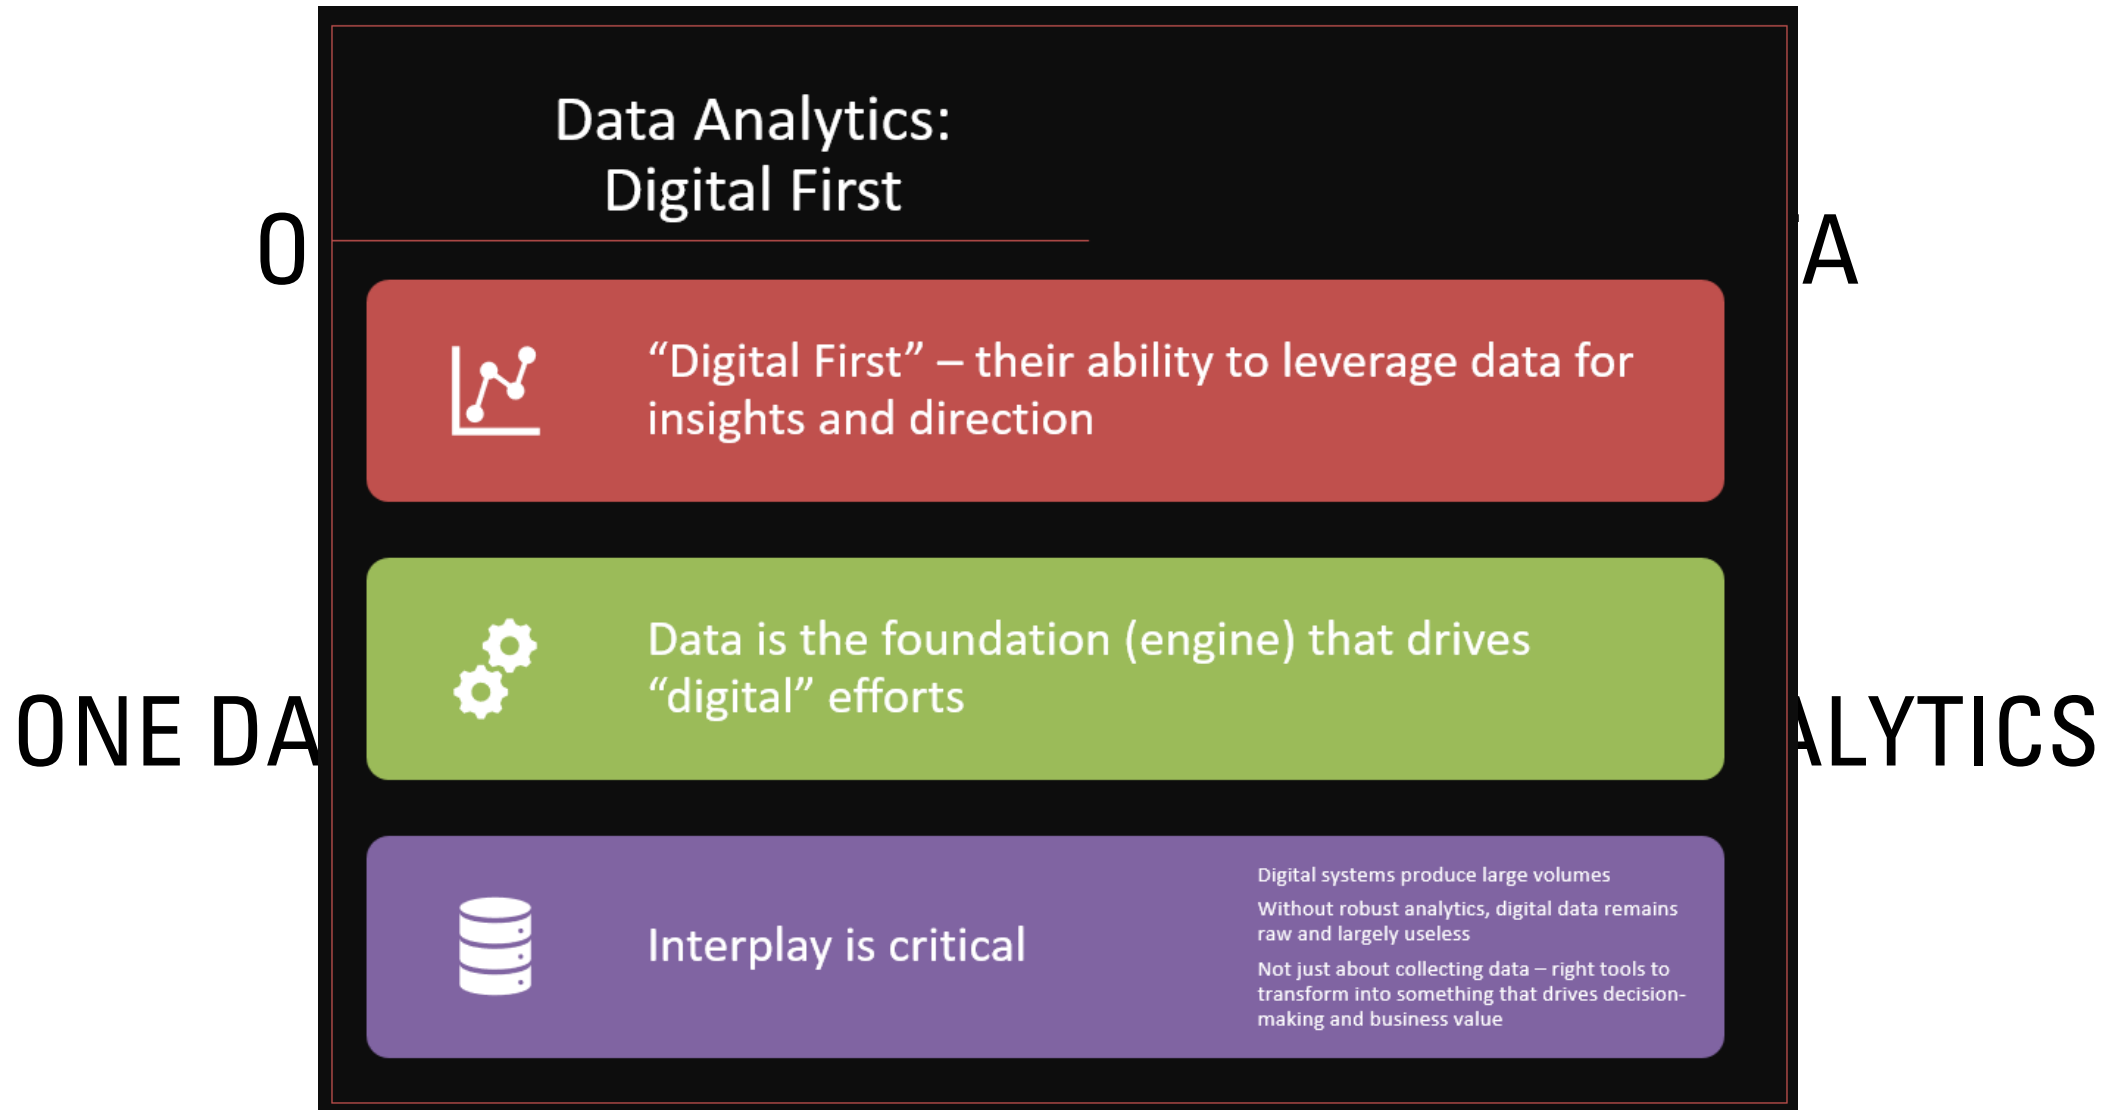 Data Analytics:
Digital First
O
TA
“Digital First” – their ability to leverage data for
insights and direction
Data is the foundation (engine) that drives
“digital” efforts
ONE DA
ALYTICS
Interplay is critical
Digital systems produce large volumes
Without robust analytics, digital data remains
raw and largely useless
Not just about collecting data – right tools to
transform into something that drives decision-
making and business value